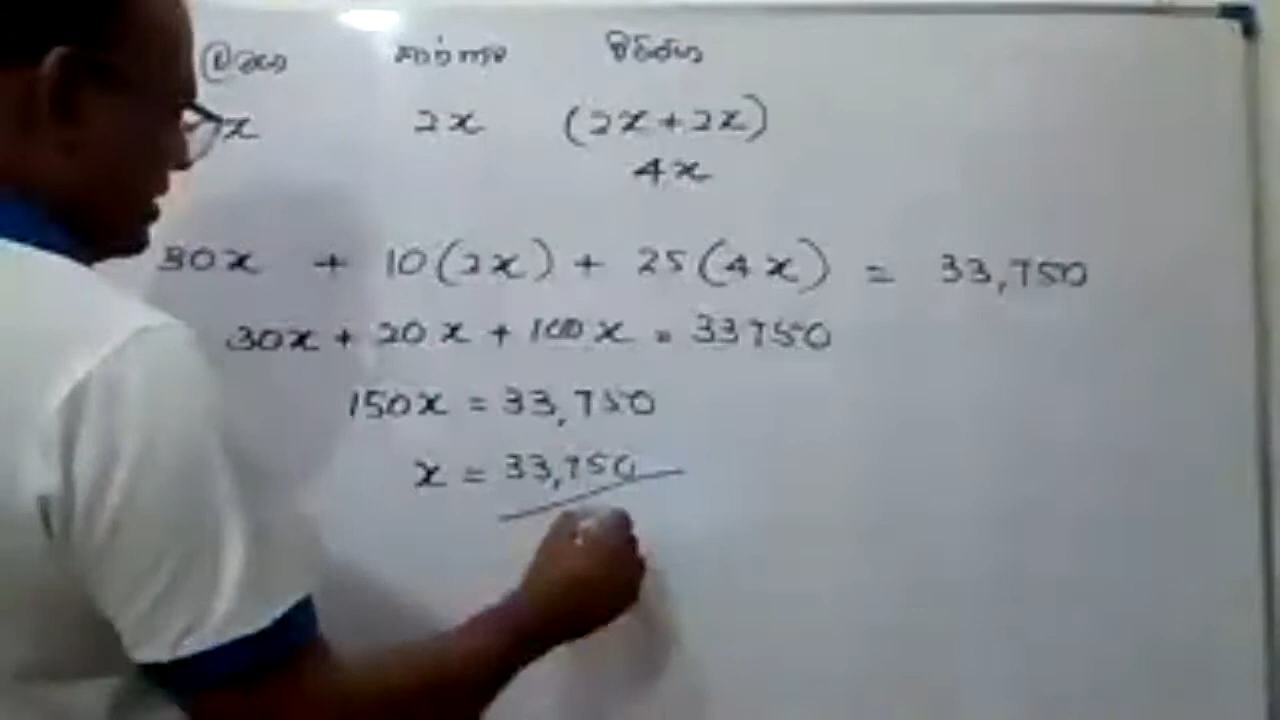 x 2x (2x+2x)
4x
30x + 10(2x) + 25(4x) = 33,750
30x + 20x + 100x = 33750
150x = 33,750
x = 33,750